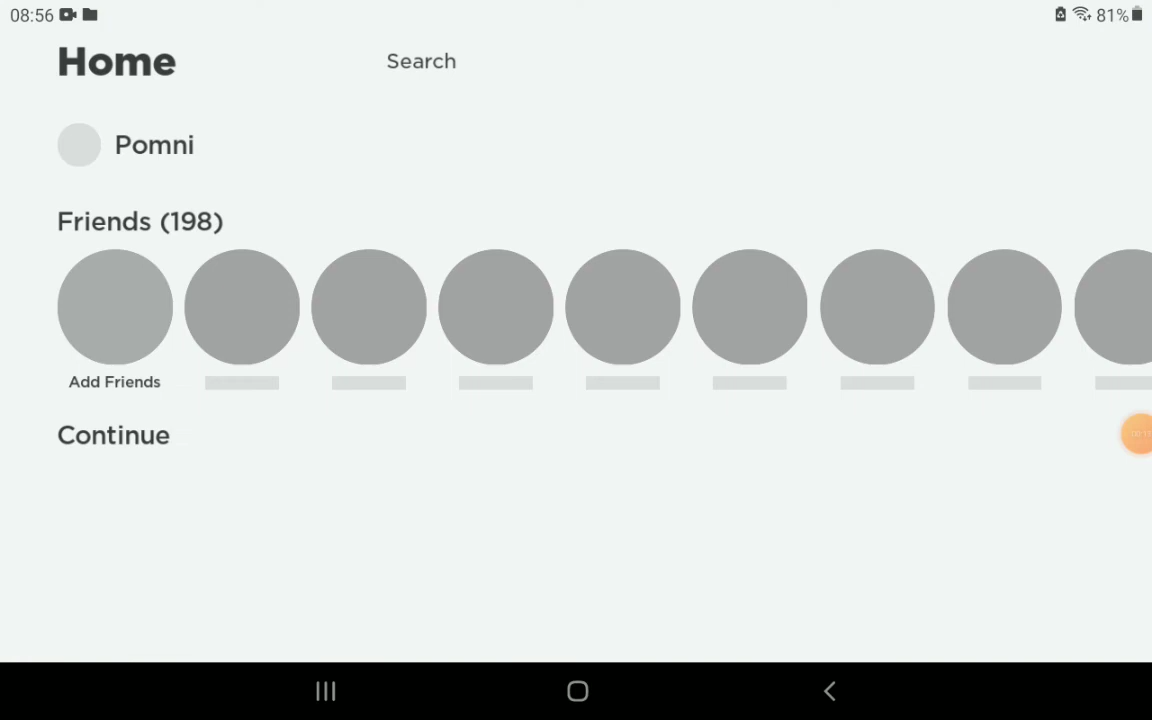 08:56
81%
Home
Search
Pomni
Friends (198)
Add Friends
Continue